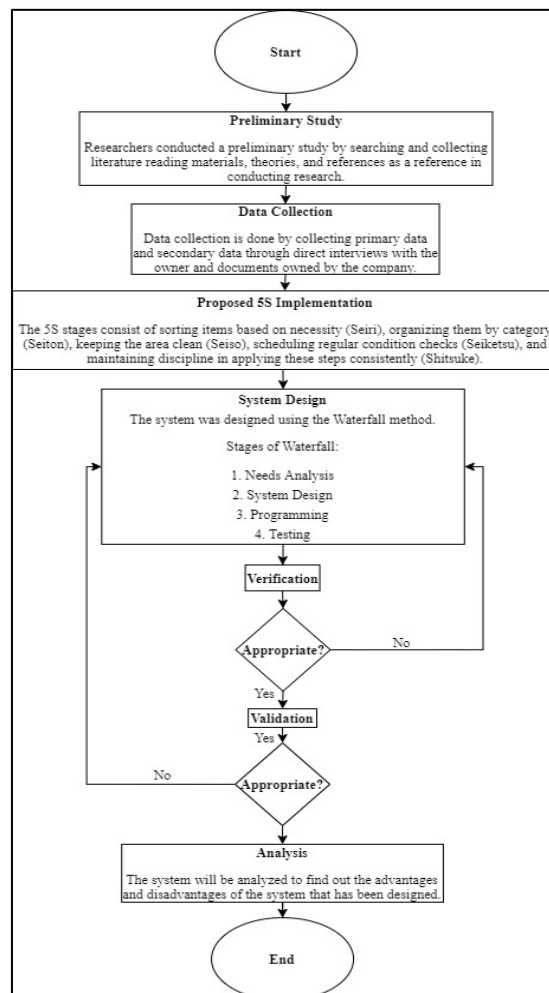 Start
Preliminary Study
Researchers conducted a preliminary study by searching and collecting
literature reading materials, theories, and references as a reference in
conducting research.
Data Collection
Data collection is done by collecting primary data
and secondary data through direct interviews with the
owner and documents owned by the company.
Proposed 5S Implementation
The 5S stages consist of sorting items based on necessity (Seiri), organizing them by category
(Seiton), keeping the area clean (Seiso), scheduling regular condition checks (Seiketsu), and
maintaining discipline in applying these steps consistently (Shitsuke).
System Design
The system was designed using the Waterfall method.
Stages of Waterfall:
1. Needs Analysis
2. System Design
3. Programming
4. Testing
Verification
Appropriate?
No
Yes
Validation
Yes
No
Appropriate?
Analysis
The system will be analyzed to find out the advantages
and disadvantages of the system that has been designed.
End